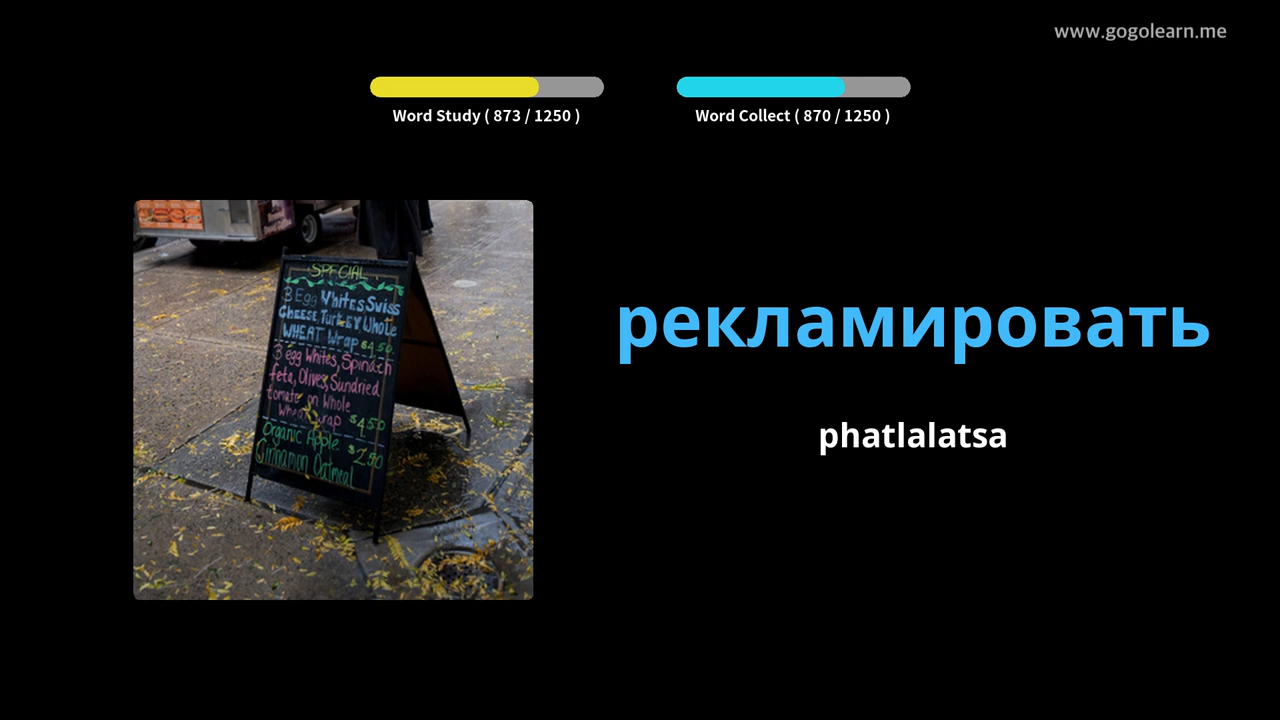 www.gogolearn.me
Word Study ( 873 / 1250 )
Word Collect ( 870 / 1250 )
SPECIAL
3 Egg Whites, Swiss
Cheese, Turkey Whole
WHEAT Wrap $4.50
3 egg Whites, Spinach
feta, Olives, Sundried
tomato on Whole
Wheat wrap $4.50
Organic Apple
Cinnamon Oatmeal $2.50
рекламировать
phatlalatsa